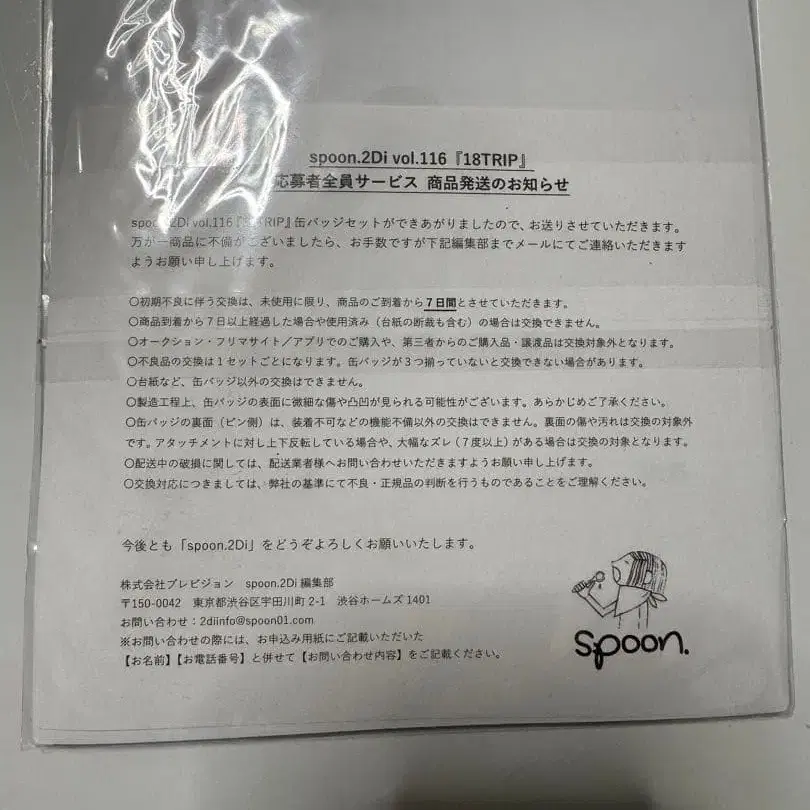 spoon.2Di vol.116『18TRIP』
応募者全員サービス 商品発送のお知らせ
spoon.2Di vol.116『18TRIP』缶バッジセットができあがりましたので、お送りさせていただきます。
万が一商品に不備がございましたら、お手数ですが下記編集部までメールにてご連絡いただきます
ようお願い申し上げます。
〇初期不良に伴う交換は、未使用に限り、商品のご到着から７日間とさせていただきます。
〇商品到着から７日以上経過した場合や使用済み（台紙の断裁も含む）の場合は交換できません。
〇オークション・フリマサイト／アプリでのご購入や、第三者からのご購入品・譲渡品は交換対象外となります。
〇不良品の交換は１セットごとになります。缶バッジが３つ揃っていないと交換できない場合があります。
〇台紙など、缶バッジ以外の交換はできません。
〇製造工程上、缶バッジの表面に微細な傷や凸凹が見られる可能性がございます。あらかじめご了承ください。
〇缶バッジの裏面（ピン側）は、装着不可などの機能不備以外の交換はできません。裏面の傷や汚れは交換の対象外
です。アタッチメントに対し上下反転している場合や、大幅なズレ（７度以上）がある場合は交換の対象となります。
〇配送中の破損に関しては、配送業者様へお問い合わせいただきますようお願い申し上げます。
〇交換対応につきましては、弊社の基準にて不良・正規品の判断を行うものであることをご理解ください。
今後とも「spoon.2Di」をどうぞよろしくお願いいたします。
株式会社プレビジョン　spoon.2Di 編集部
〒150-0042　東京都渋谷区宇田川町 2-1　渋谷ホームズ 1401
お問い合わせ：2diinfo@spoon01.com
※お問い合わせの際には、お申込み用紙にご記載いただいた
【お名前】【お電話番号】と併せて【お問い合わせ内容】をご記載ください。
spoon.